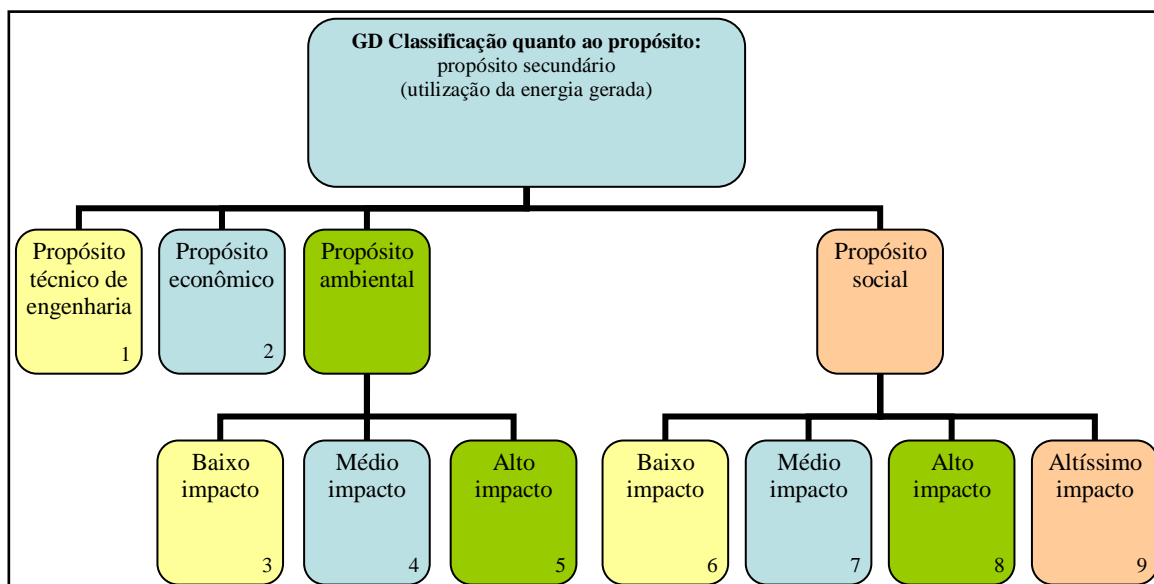 GD Classificação quanto ao propósito:
propósito secundário
(utilização da energia gerada)
Propósito
técnico de
engenharia
1
Propósito
econômico
2
Propósito
ambiental
Propósito
social
Baixo
impacto
3
Médio
impacto
4
Alto
impacto
5
Baixo
impacto
6
Médio
impacto
7
Alto
impacto
8
Altíssimo
impacto
9